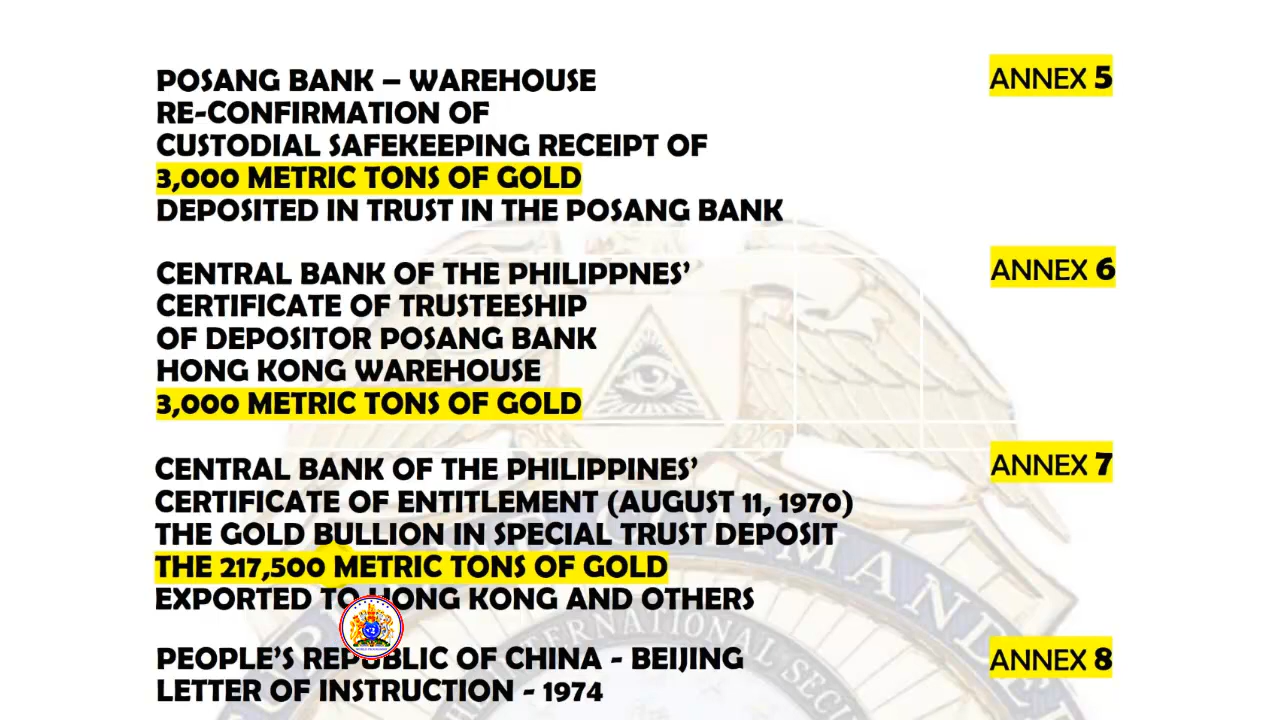 POSANG BANK – WAREHOUSE
RE-CONFIRMATION OF
CUSTODIAL SAFEKEEPING RECEIPT OF
3,000 METRIC TONS OF GOLD
DEPOSITED IN TRUST IN THE POSANG BANK
ANNEX 5
CENTRAL BANK OF THE PHILIPPNES'
CERTIFICATE OF TRUSTEESHIP
OF DEPOSITOR POSANG BANK
HONG KONG WAREHOUSE
3,000 METRIC TONS OF GOLD
ANNEX 6
CENTRAL BANK OF THE PHILIPPINES'
CERTIFICATE OF ENTITLEMENT (AUGUST 11, 1970)
THE GOLD BULLION IN SPECIAL TRUST DEPOSIT
THE 217,500 METRIC TONS OF GOLD
EXPORTED TO HONG KONG AND OTHERS
ANNEX 7
PEOPLE'S REPUBLIC OF CHINA - BEIJING
LETTER OF INSTRUCTION - 1974
ANNEX 8